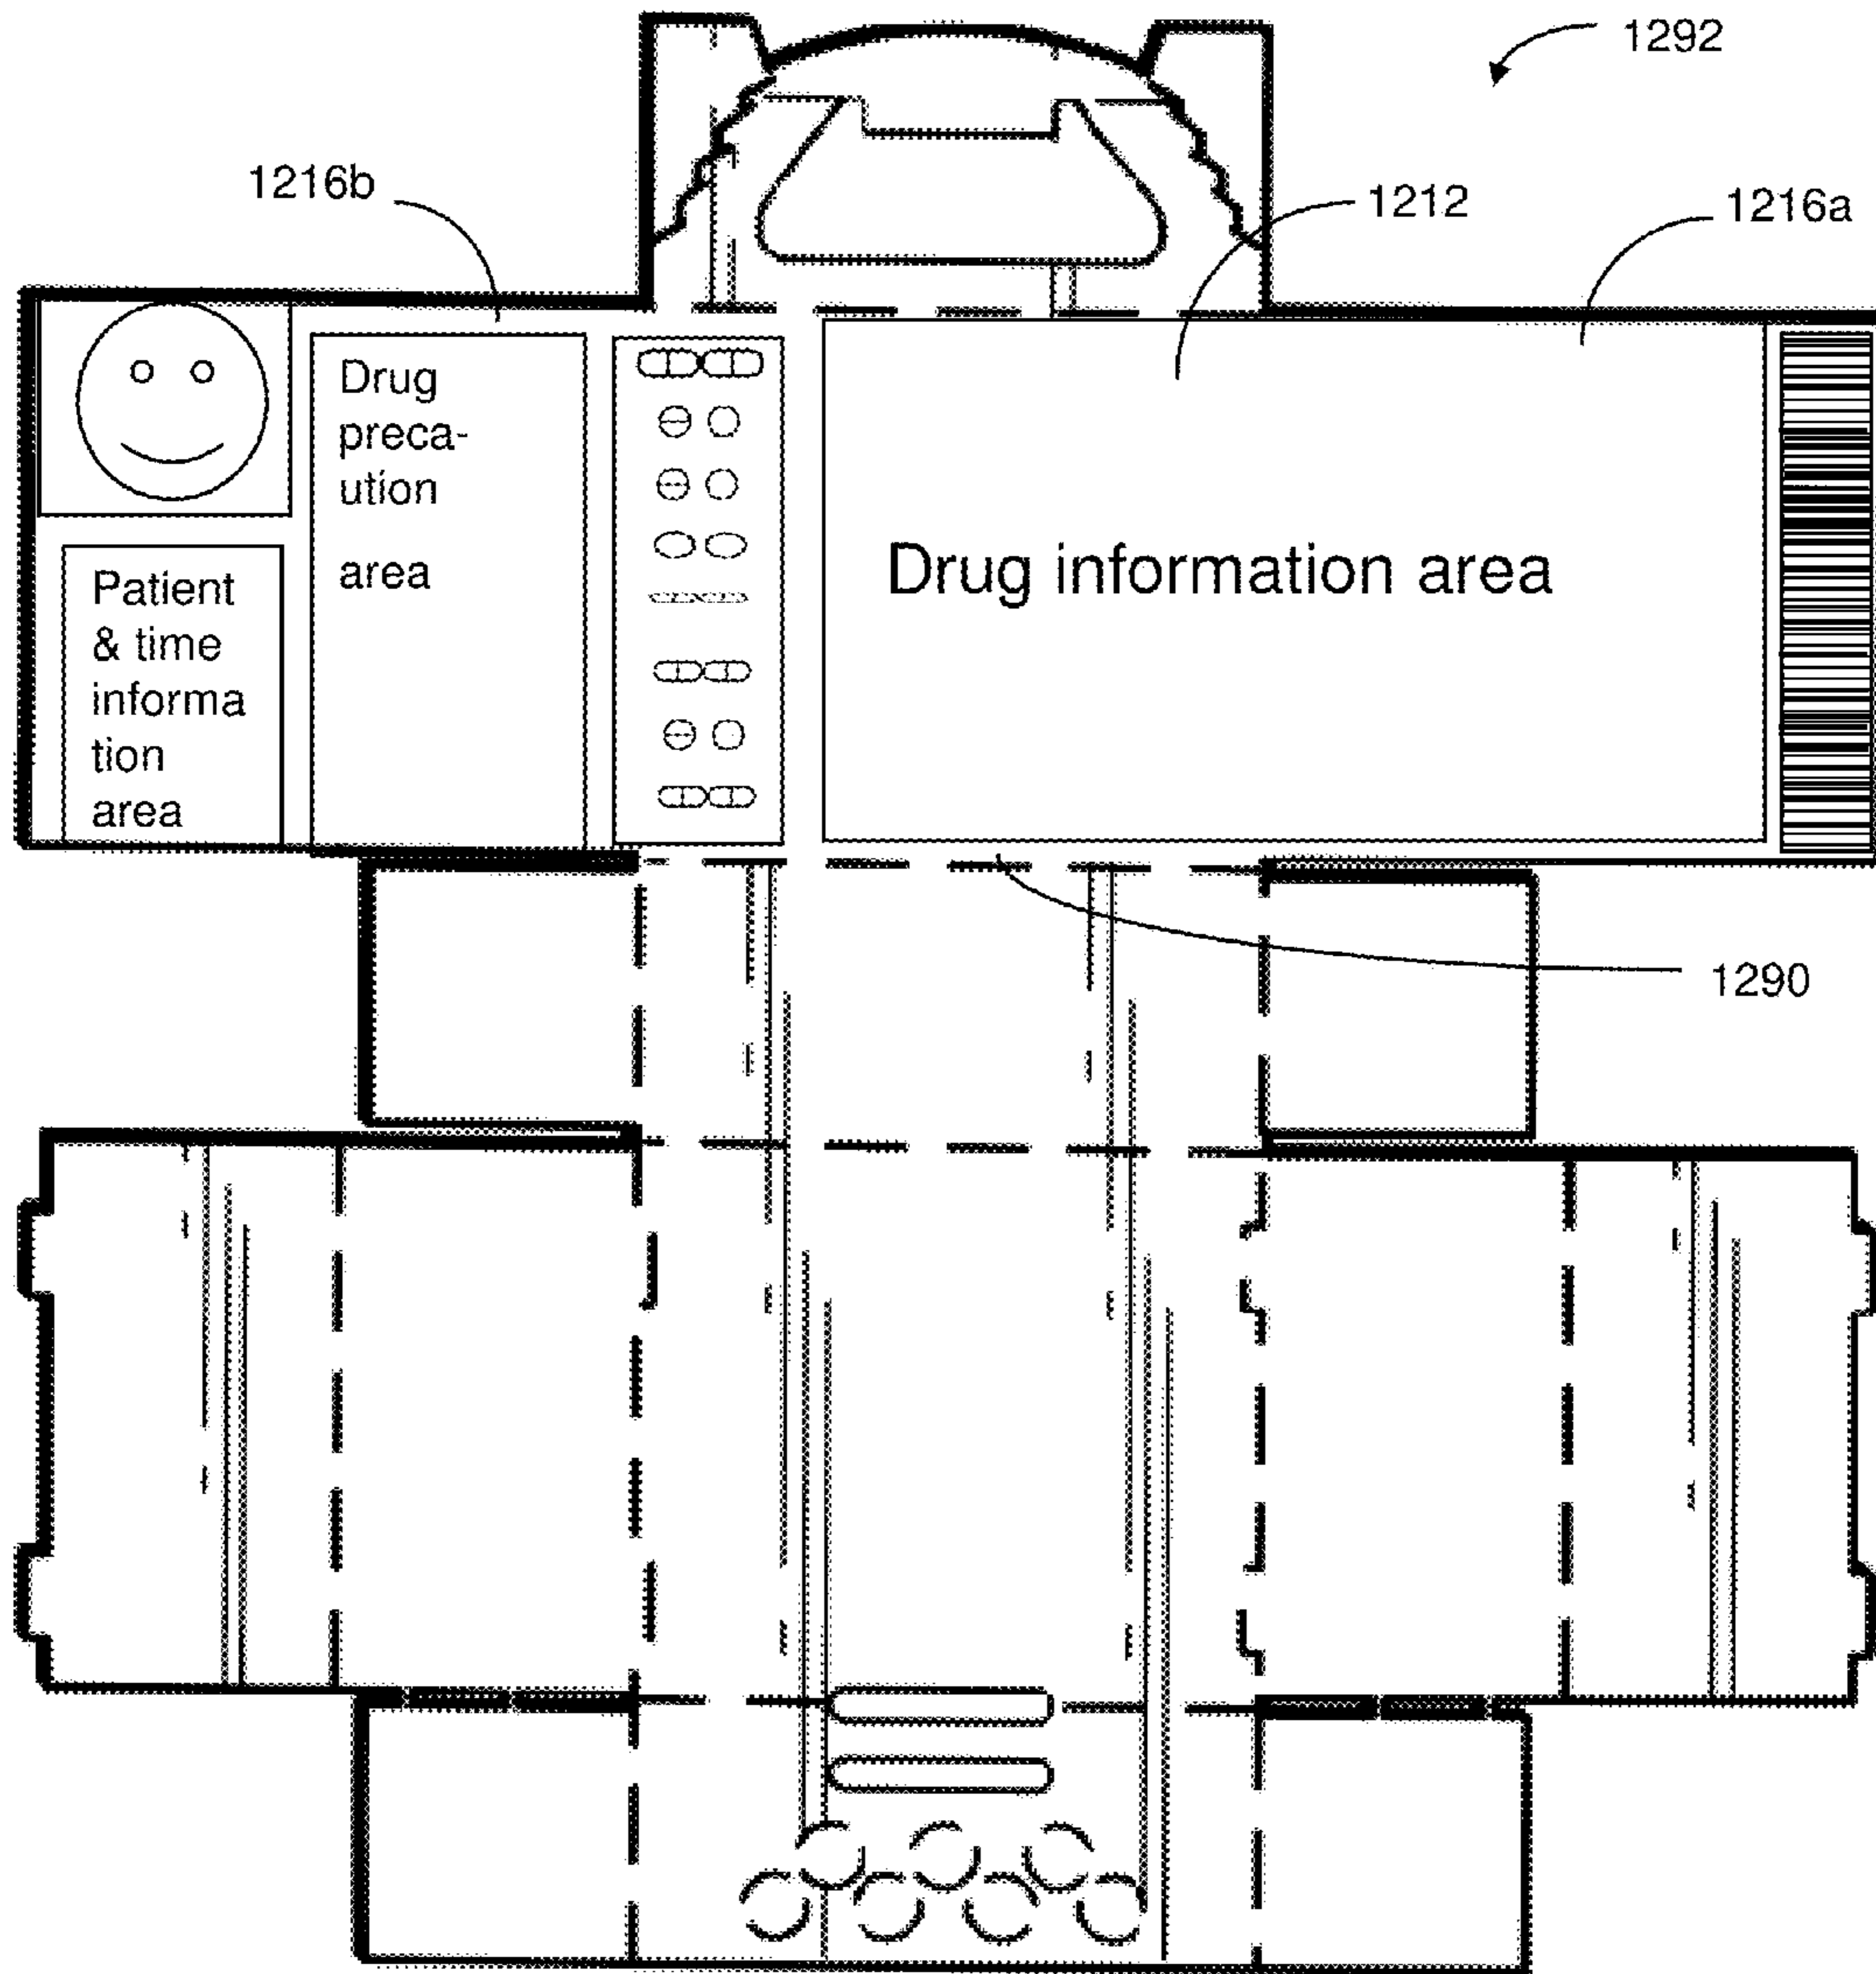 1292
1216b
1212
1216a
Drug
preca-
ution
area
Patient
& time
informa
tion
area
Drug information area
1290